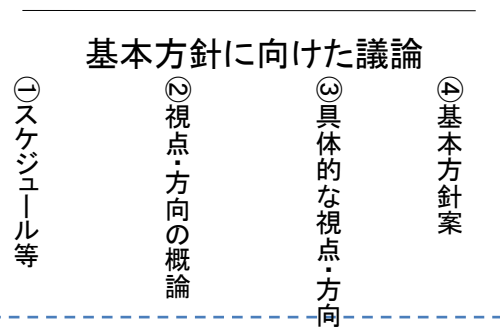 基本方針に向けた議論
①スケジュール等
②視点・方向の概論
③具体的な視点・方向
④基本方針案